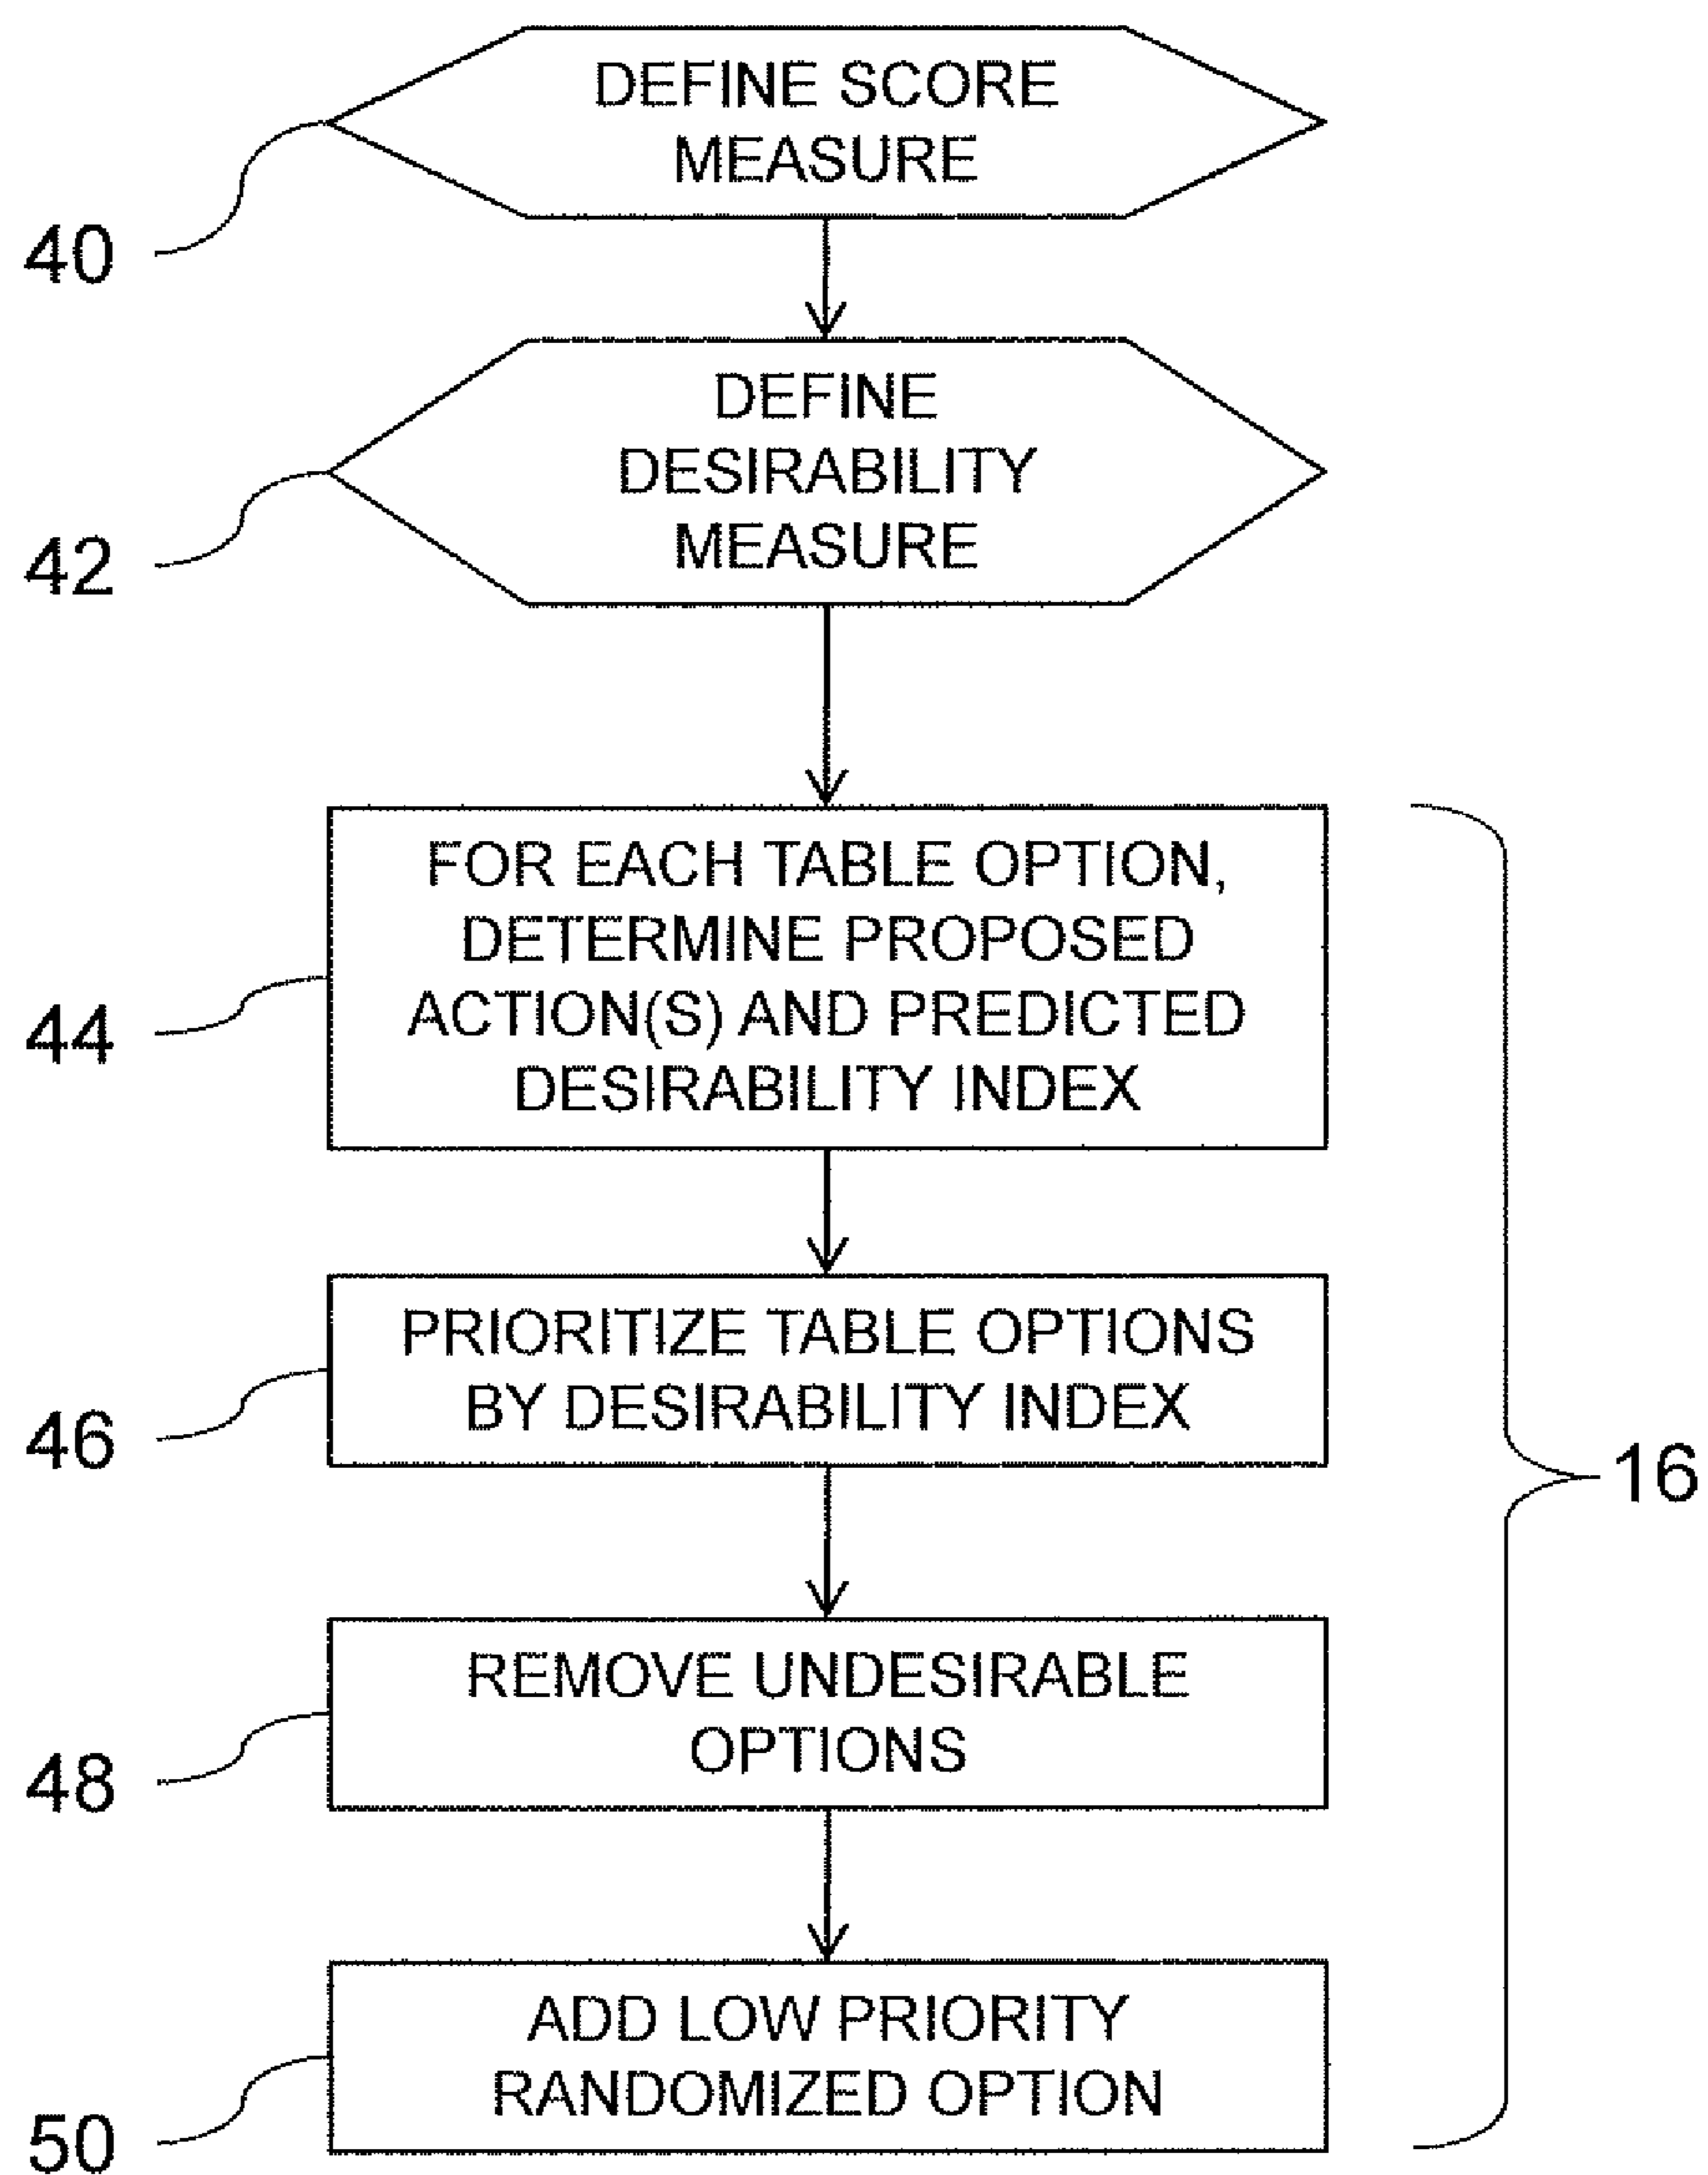 DEFINE SCORE
MEASURE
40
DEFINE
DESIRABILITY
MEASURE
42
FOR EACH TABLE OPTION,
DETERMINE PROPOSED
ACTION(S) AND PREDICTED
DESIRABILITY INDEX
44
PRIORITIZE TABLE OPTIONS
BY DESIRABILITY INDEX
46
16
REMOVE UNDESIRABLE
OPTIONS
48
ADD LOW PRIORITY
RANDOMIZED OPTION
50